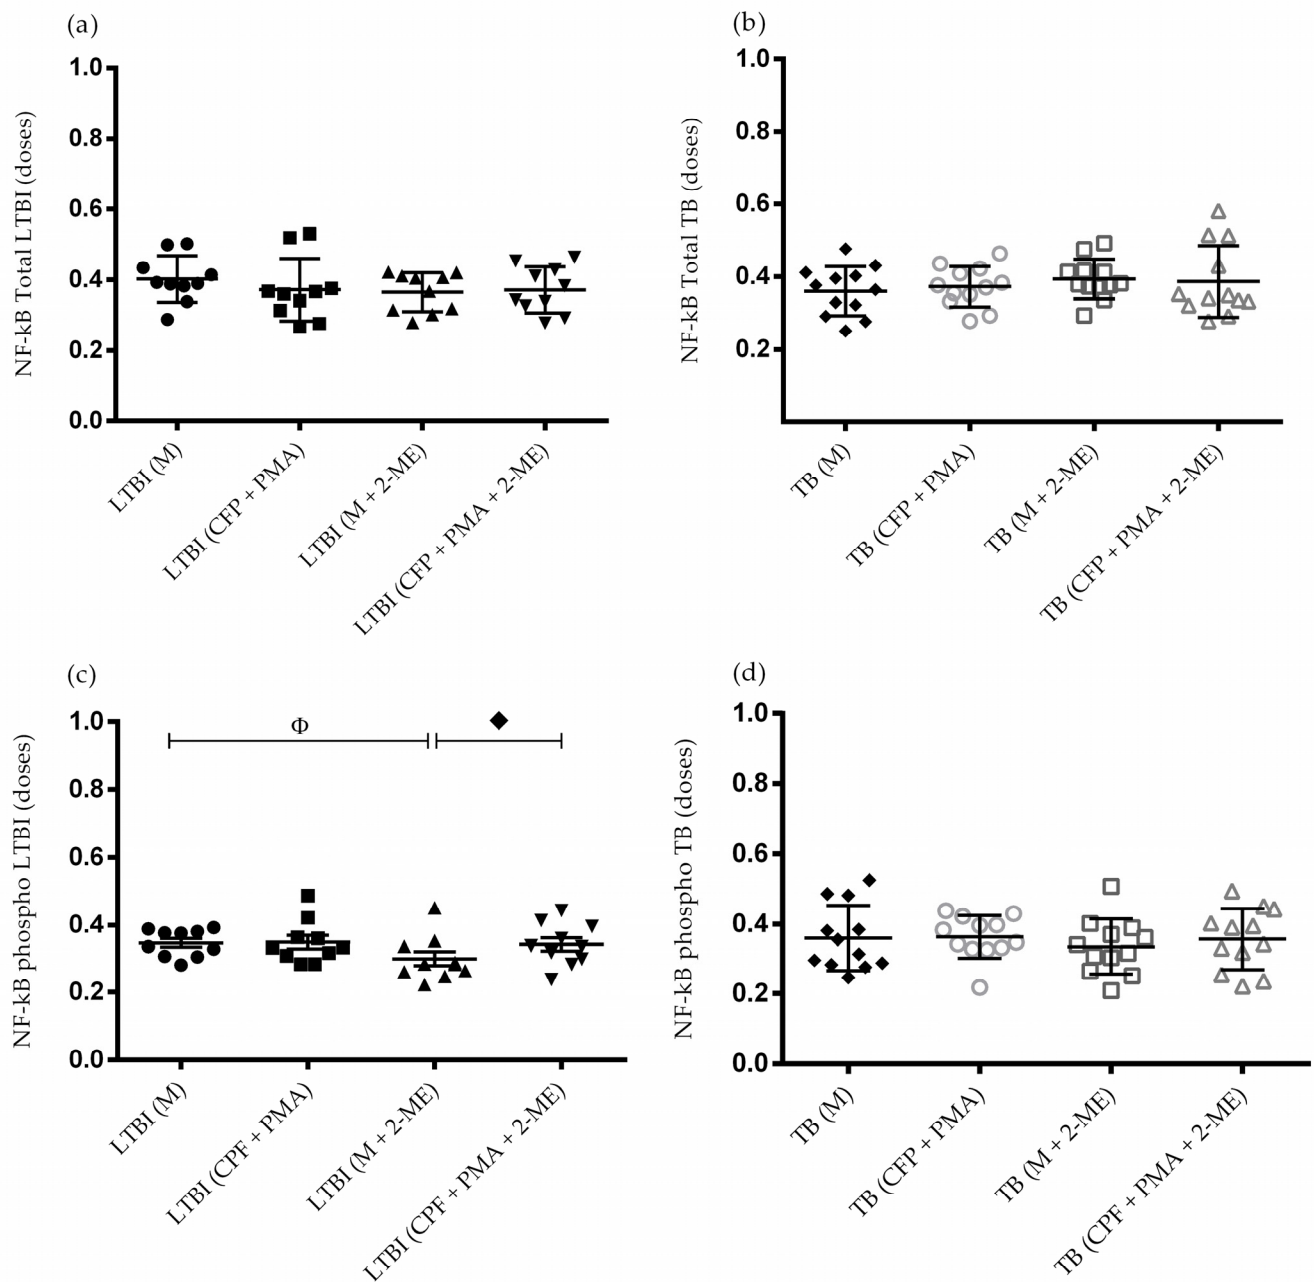 (a)
NF-kB Total LTBI (doses)
1.0
0.8
0.6
0.4
0.2
0.0
LTBI (M)
LTBI (CFP + PMA)
LTBI (M + 2-ME)
LTBI (CFP + PMA + 2-ME)
(b)
NF-kB Total TB (doses)
1.0
0.8
0.6
0.4
0.2
TB (M)
TB (CFP + PMA)
TB (M + 2-ME)
TB (CFP + PMA + 2-ME)
(c)
NF-kB phospho LTBI (doses)
1.0
0.8
0.6
0.4
0.2
0.0
Φ
LTBI (M)
LTBI (CPF + PMA)
LTBI (M + 2-ME)
LTBI (CPF + PMA + 2-ME)
(d)
NF-kB phospho TB (doses)
1.0
0.8
0.6
0.4
0.2
0.0
TB (M)
TB (CFP + PMA)
TB (M + 2-ME)
TB (CPF + PMA + 2-ME)